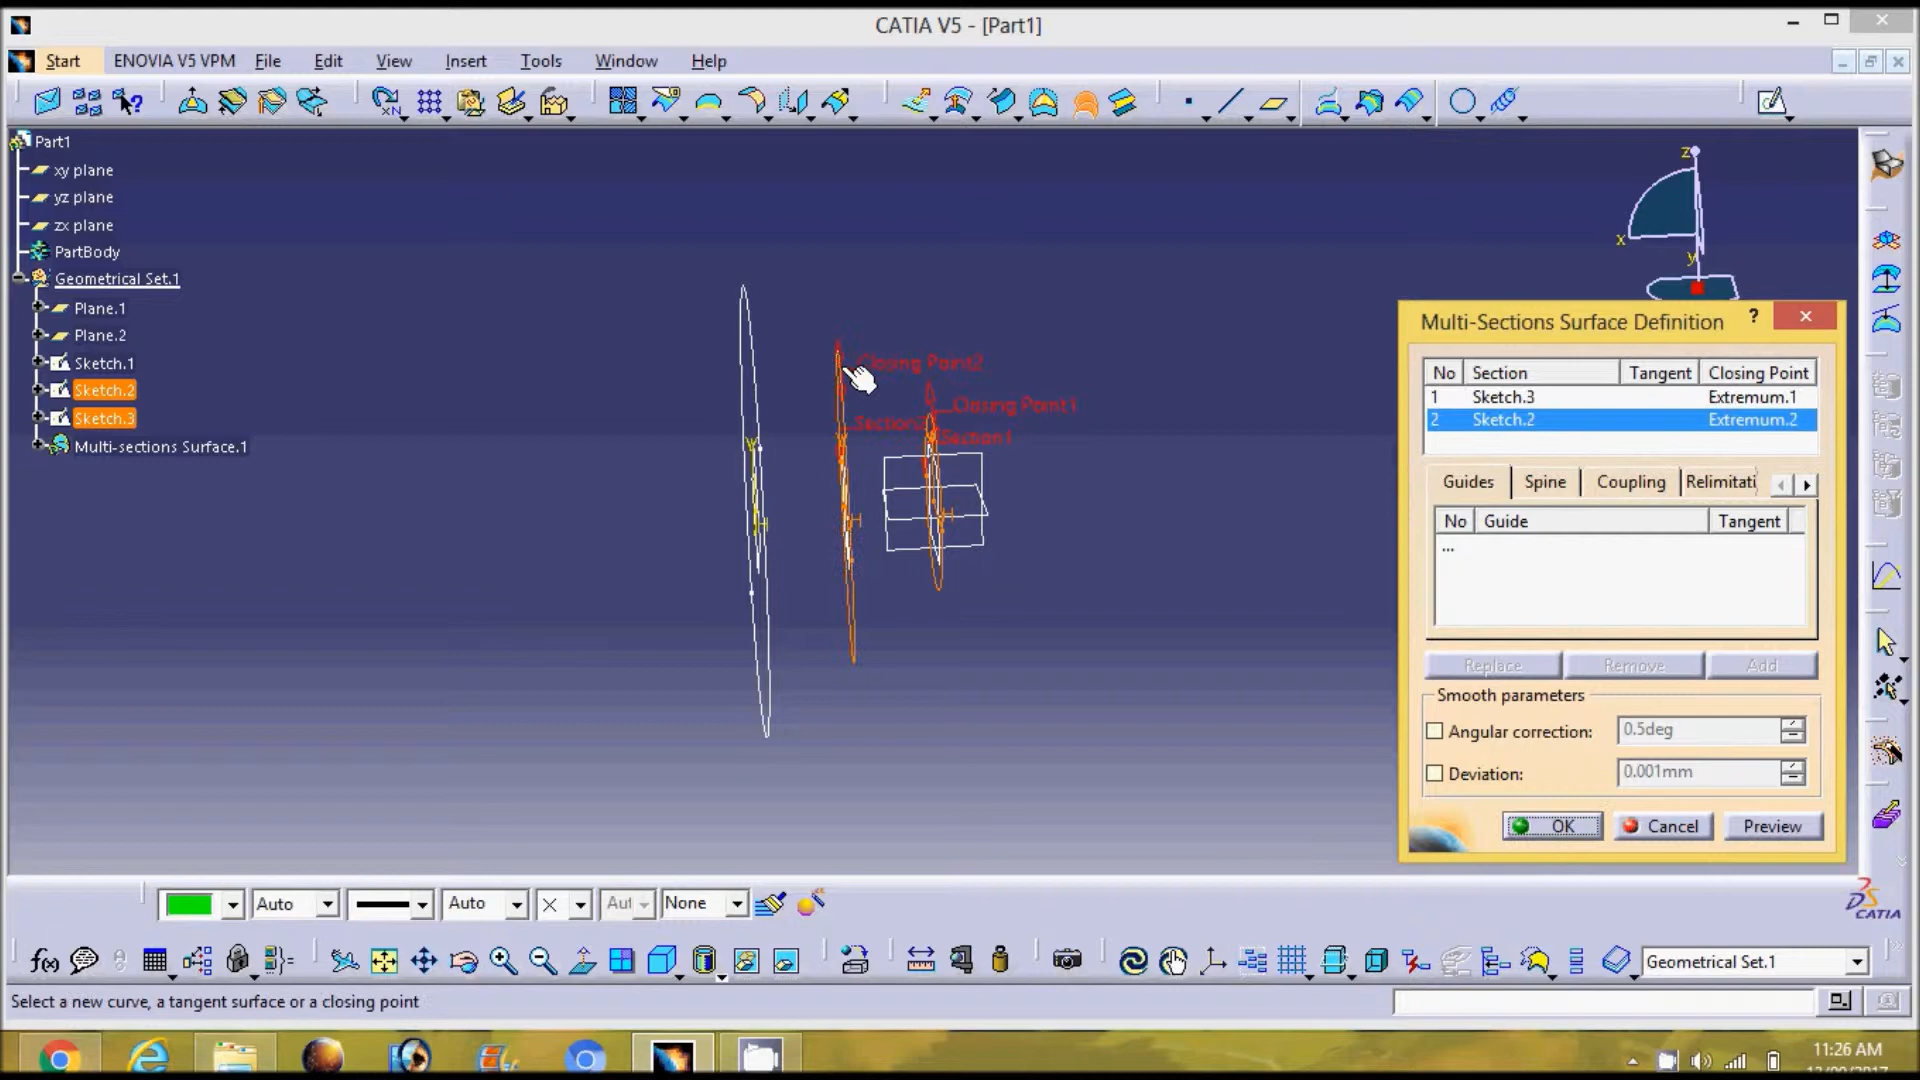 CATIA V5 - [Part1]
Start ENOVIA V5 VPM File Edit View Insert Tools Window Help
Part1
xy plane
yz plane
zx plane
PartBody
Geometrical Set.1
Plane.1
Plane.2
Sketch.1
Sketch.2
Sketch.3
Multi-sections Surface.1
z
x
y
Closing Point2
Closing Point1
Section2
Section1
Y
H
H
H
Multi-Sections Surface Definition
No Section Tangent Closing Point
1 Sketch.3 Extremum.1
2 Sketch.2 Extremum.2
Guides Spine Coupling Relimitati
No Guide Tangent
...
Replace Remove Add
Smooth parameters
Angular correction: 0.5deg
Deviation: 0.001mm
OK Cancel Preview
Auto Auto Aut None
CATIA
f(x) Geometrical Set.1
Select a new curve, a tangent surface or a closing point
11:26 AM